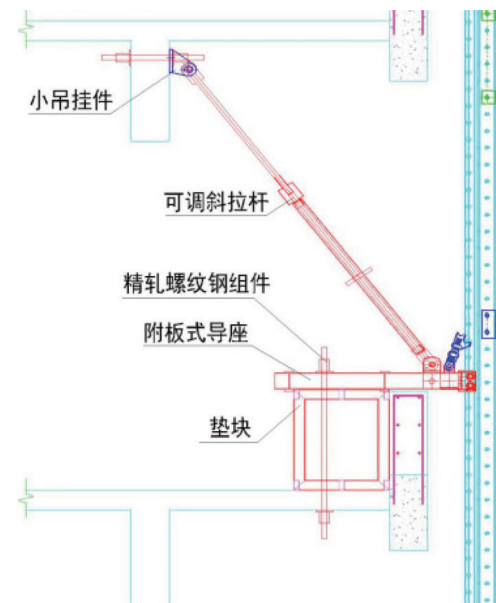 小吊挂件
可调斜拉杆
精轧螺纹钢组件
附板式导座
垫块